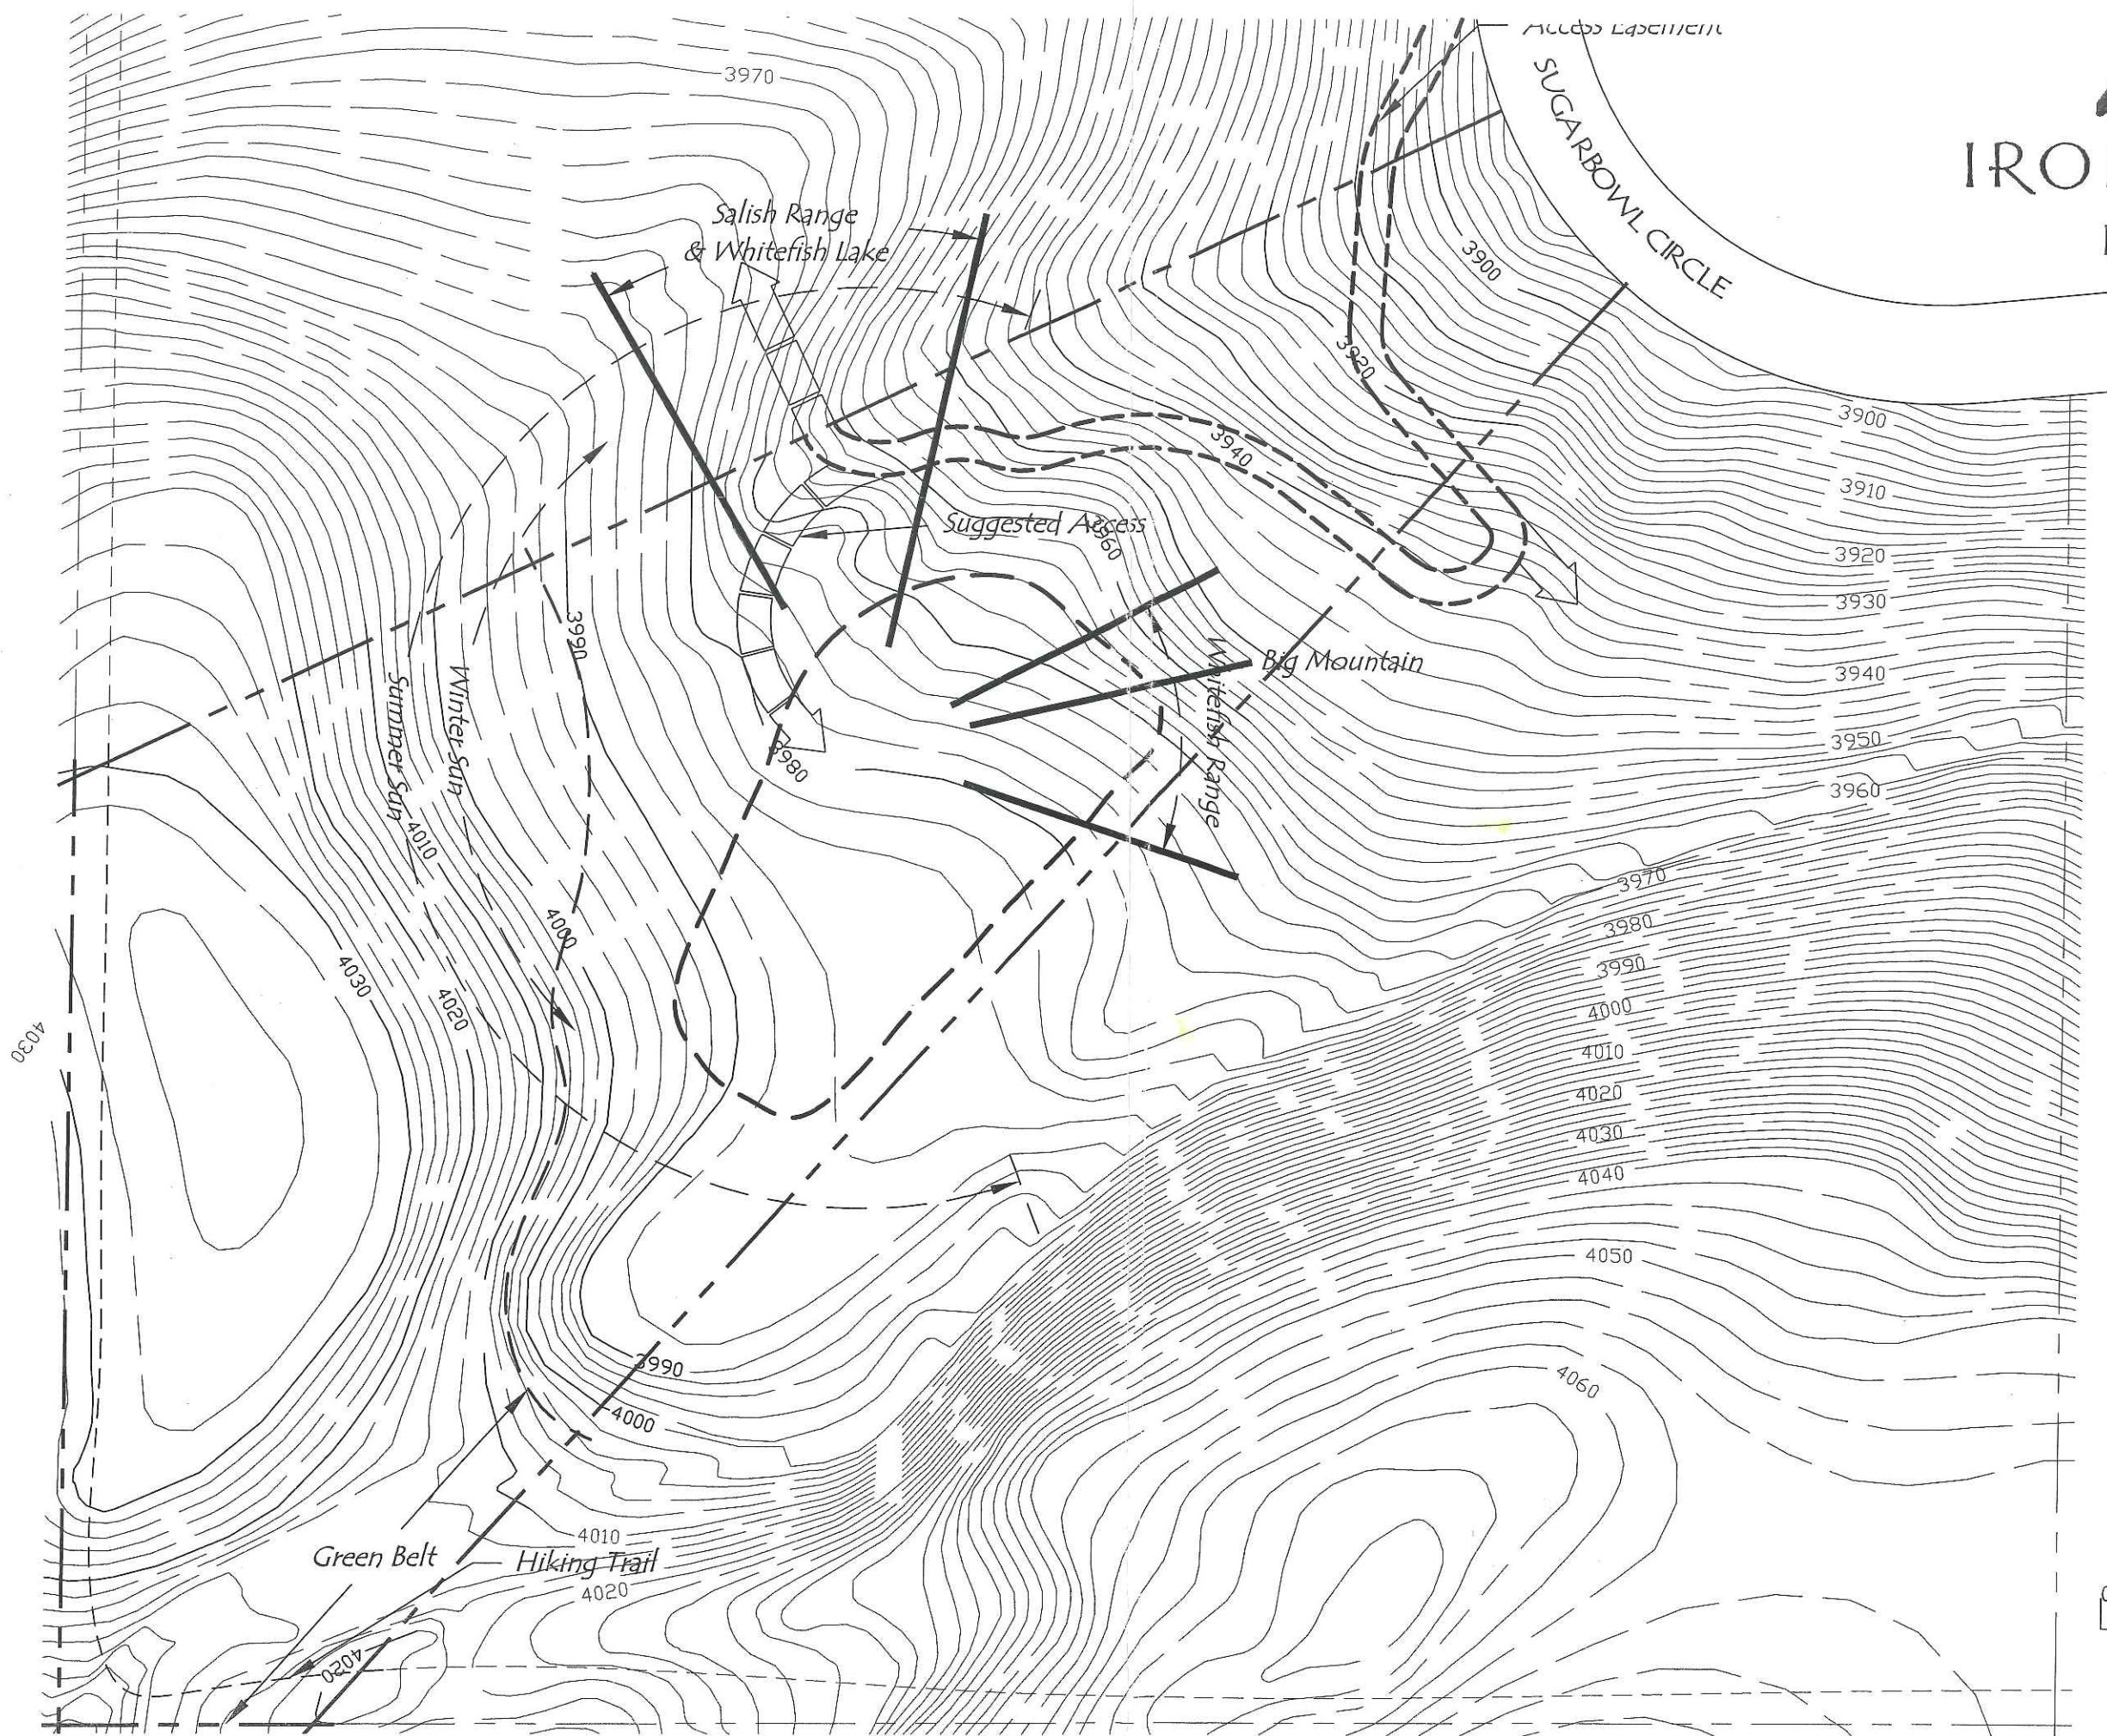 Access Easement
3970
SUGARBOWL CIRCLE
IRO
Salish Range
& Whitefish Lake
3900
3920
3900
3940
3910
Suggested Access
3960
3920
3930
3990
Big Mountain
3940
Whitefish Range
Winter Sun
Summer Sun
3950
3980
3960
4010
3970
3980
4000
3990
4030
4020
4000
4030
4010
4020
4030
4040
4050
3990
4060
4000
4010
Green Belt
Hiking Trail
4020
4020